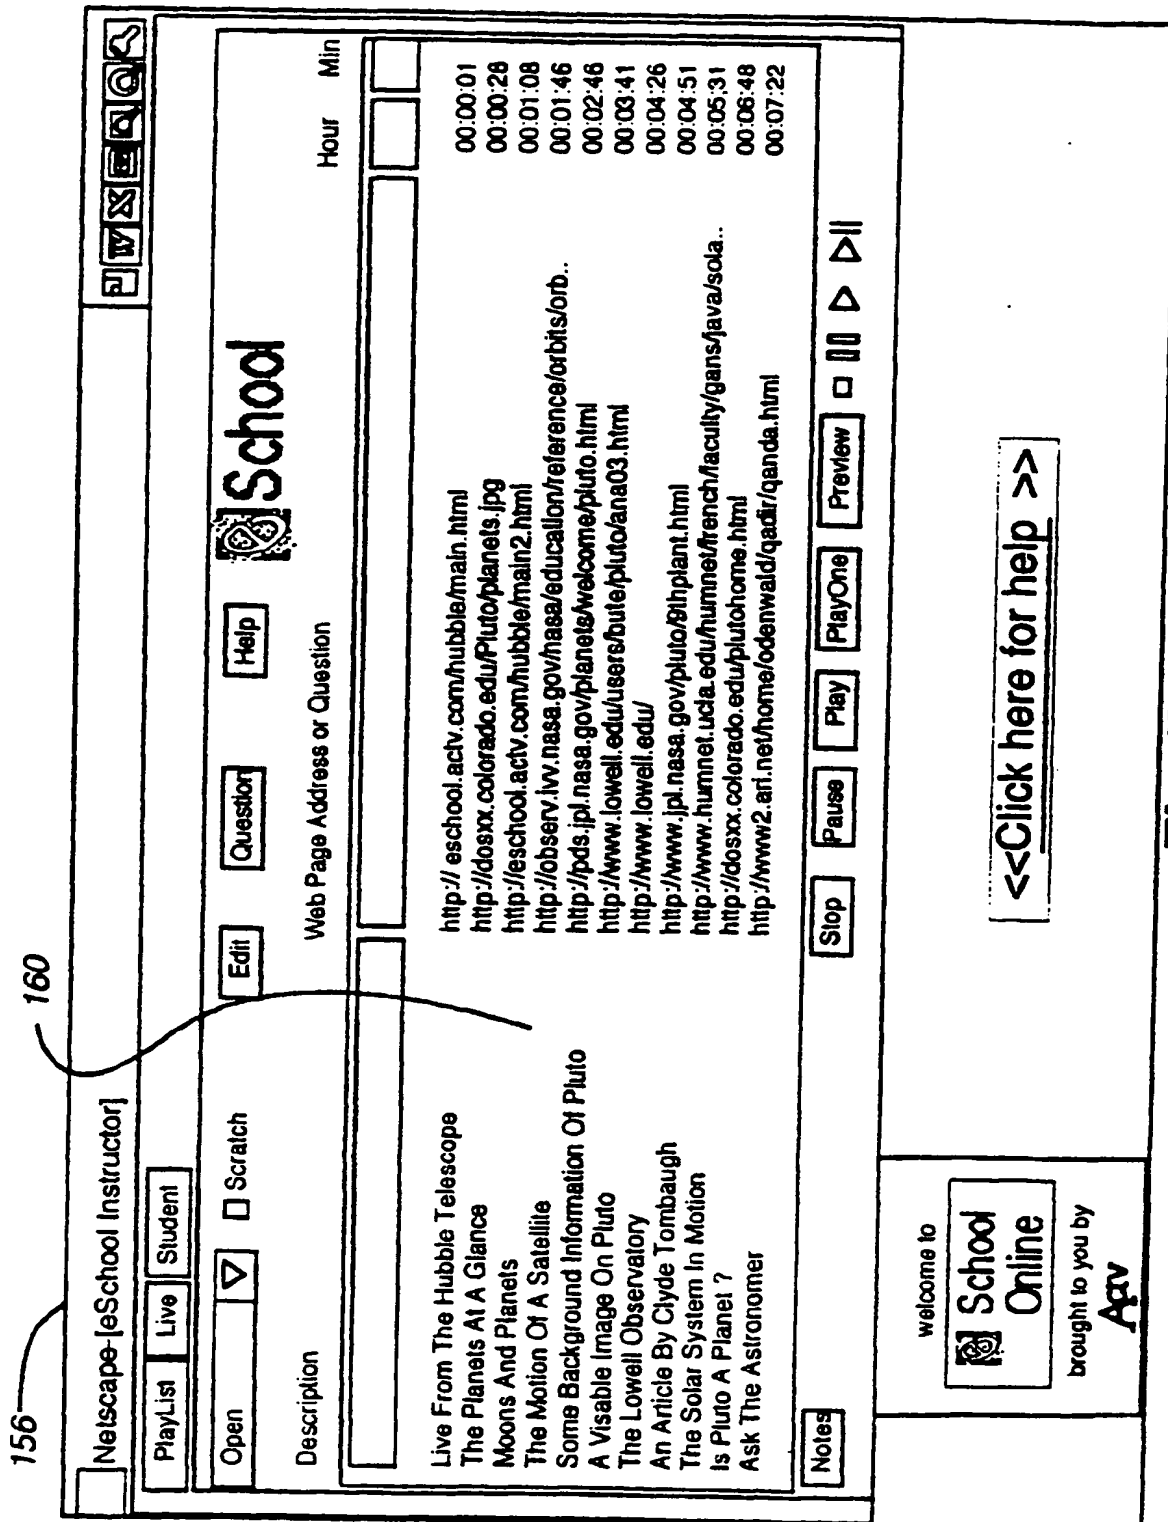 156
160
Netscape-[eSchool Instructor]
PlayList Live Student
Open Scratch Edit Question Help School
Description Web Page Address or Question Hour Min
Live From The Hubble Telescope http:// eschool.actv.com/hubble/main.html 00:00:01
The Planets At A Glance http://dosxx.colorado.edu/Pluto/planets.jpg 00:00:28
Moons And Planets http://eschool.actv.com/hubble/main2.html 00:01:08
The Motion Of A Satellite http://observ.ivv.nasa.gov/nasa/education/reference/orbits/orb.. 00:01:46
Some Background Information Of Pluto http://pds.jpl.nasa.gov/planets/welcome/pluto.html 00:02:46
A Visable Image On Pluto http://www.lowell.edu/users/bute/pluto/ana03.html 00:03:41
The Lowell Observatory http://www.lowell.edu/ 00:04:26
An Article By Clyde Tombaugh http://www.jpl.nasa.gov/pluto/9thplant.html 00:04:51
The Solar System In Motion http://www.humnet.ucla.edu/humnet/french/faculty/gans/java/sola.. 00:05;31
Is Pluto A Planet ? http://dosxx.colorado.edu/plutohome.html 00:06:48
Ask The Astronomer http://www2.ari.net/home/odenwald/qadir/qanda.html 00:07:22
Notes Stop Pause Play PlayOne Preview
welcome to
School
Online
brought to you by
Actv
<<Click here for help >>